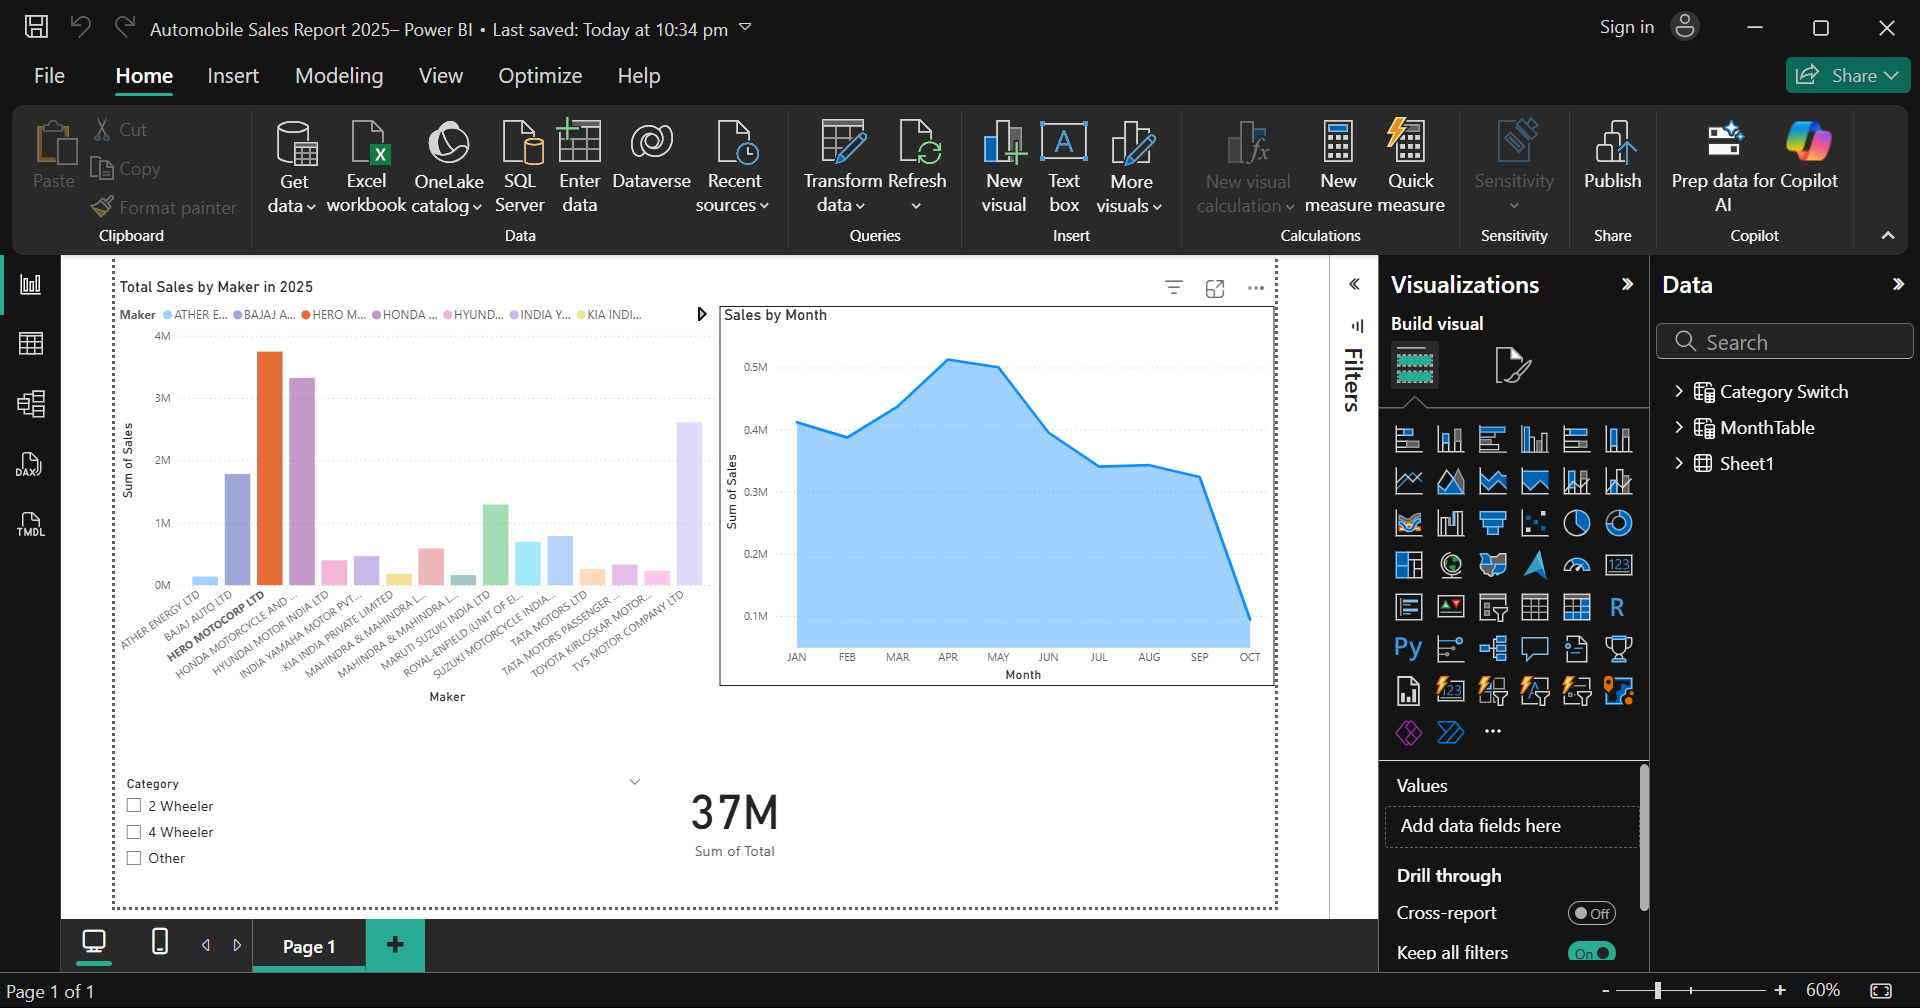 Automobile Sales Report 2025– Power BI • Last saved: Today at 10:34 pm
Sign in
File Home Insert Modeling View Optimize Help
Share
Paste
Cut
Copy
Format painter
Clipboard
Get data
Excel workbook
OneLake catalog
SQL Server
Enter data
Dataverse
Recent sources
Data
Transform data
Refresh
Queries
New visual
Text box
More visuals
Insert
New visual calculation
New measure
Quick measure
Calculations
Sensitivity
Sensitivity
Publish
Share
Prep data for AI
Copilot
Copilot
DAX
TMDL
Total Sales by Maker in 2025
Maker ATHER E... BAJAJ A... HERO M... HONDA ... HYUND... INDIA Y... KIA INDI...
Sum of Sales
4M
3M
2M
1M
0M
ATHER ENERGY LTD
BAJAJ AUTO LTD
HERO MOTOCORP LTD
HONDA MOTORCYCLE AND ...
HYUNDAI MOTOR INDIA LTD
INDIA YAMAHA MOTOR PVT...
KIA INDIA PRIVATE LIMITED
MAHINDRA & MAHINDRA L...
MAHINDRA & MAHINDRA L...
MARUTI SUZUKI INDIA LTD
ROYAL-ENFIELD (UNIT OF EI...
SUZUKI MOTORCYCLE INDIA...
TATA MOTORS LTD
TATA MOTORS PASSENGER ...
TOYOTA KIRLOSKAR MOTOR...
TVS MOTOR COMPANY LTD
Maker
Sales by Month
Sum of Sales
0.5M
0.4M
0.3M
0.2M
0.1M
JAN FEB MAR APR MAY JUN JUL AUG SEP OCT
Month
Category
2 Wheeler
4 Wheeler
Other
37M
Sum of Total
Filters
Visualizations
Build visual
123
R
Py
123
Values
Add data fields here
Drill through
Cross-report Off
Keep all filters On
Data
Search
Category Switch
MonthTable
Sheet1
Page 1
+
Page 1 of 1
- + 60%